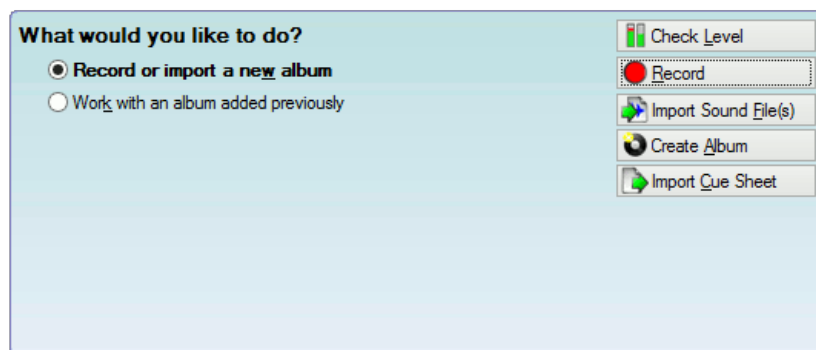 What would you like to do?
Record or import a new album
Work with an album added previously
Check Level
Record
Import Sound File(s)
Create Album
Import Cue Sheet